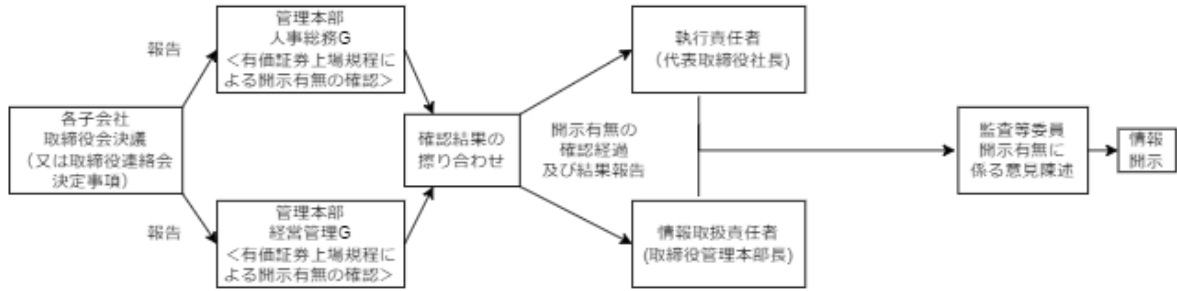 各子会社
取締役会決議
（又は取締役連絡会
決定事項）
報告
報告
管理本部
人事総務G
＜有価証券上場規程に
よる開示有無の確認＞
管理本部
経営管理G
＜有価証券上場規程に
よる開示有無の確認＞
確認結果の
擦り合わせ
開示有無の
確認経過
及び結果報告
執行責任者
（代表取締役社長)
情報取扱責任者
(取締役管理本部長)
監査等委員
開示有無に
係る意見陳述
情報
開示